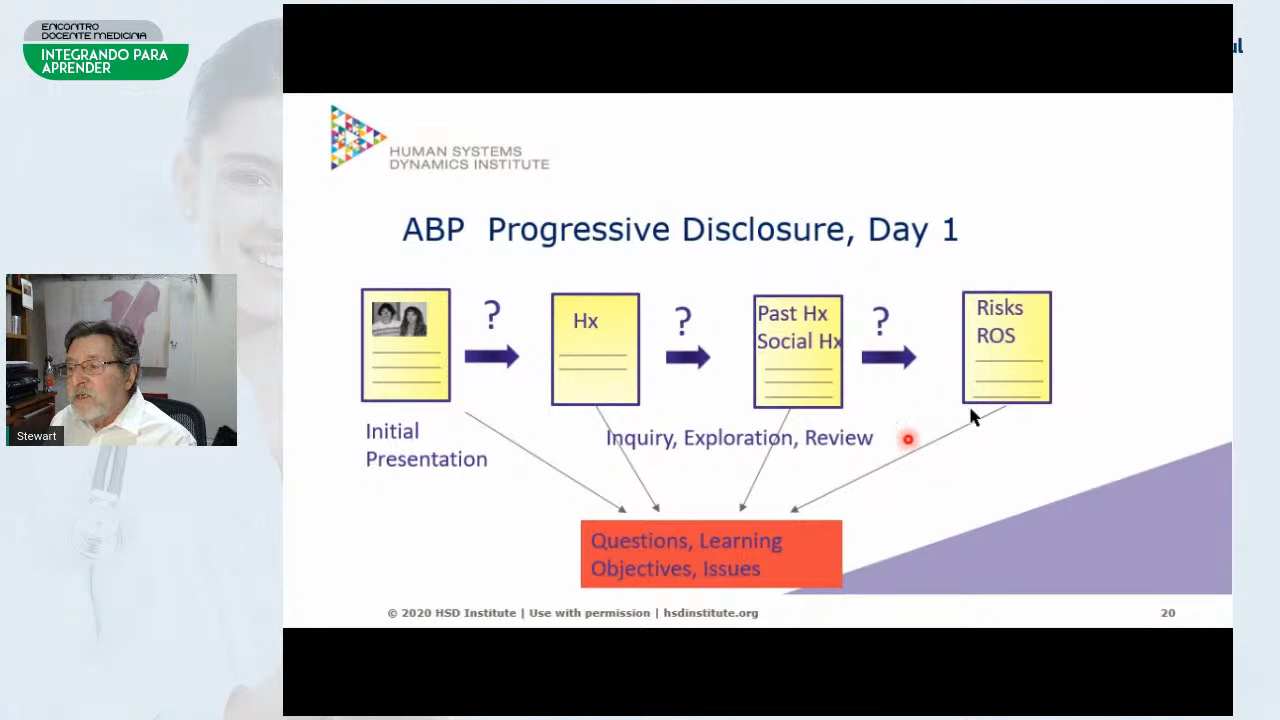 ENCONTRO
DOCENTE MEDICINA
INTEGRANDO PARA
APRENDER
ul
HUMAN SYSTEMS
DYNAMICS INSTITUTE
ABP Progressive Disclosure, Day 1
?
Hx
?
Past Hx
Social Hx
?
Risks
ROS
Initial
Presentation
Inquiry, Exploration, Review
Questions, Learning
Objectives, Issues
Stewart
© 2020 HSD Institute | Use with permission | hsdinstitute.org
20